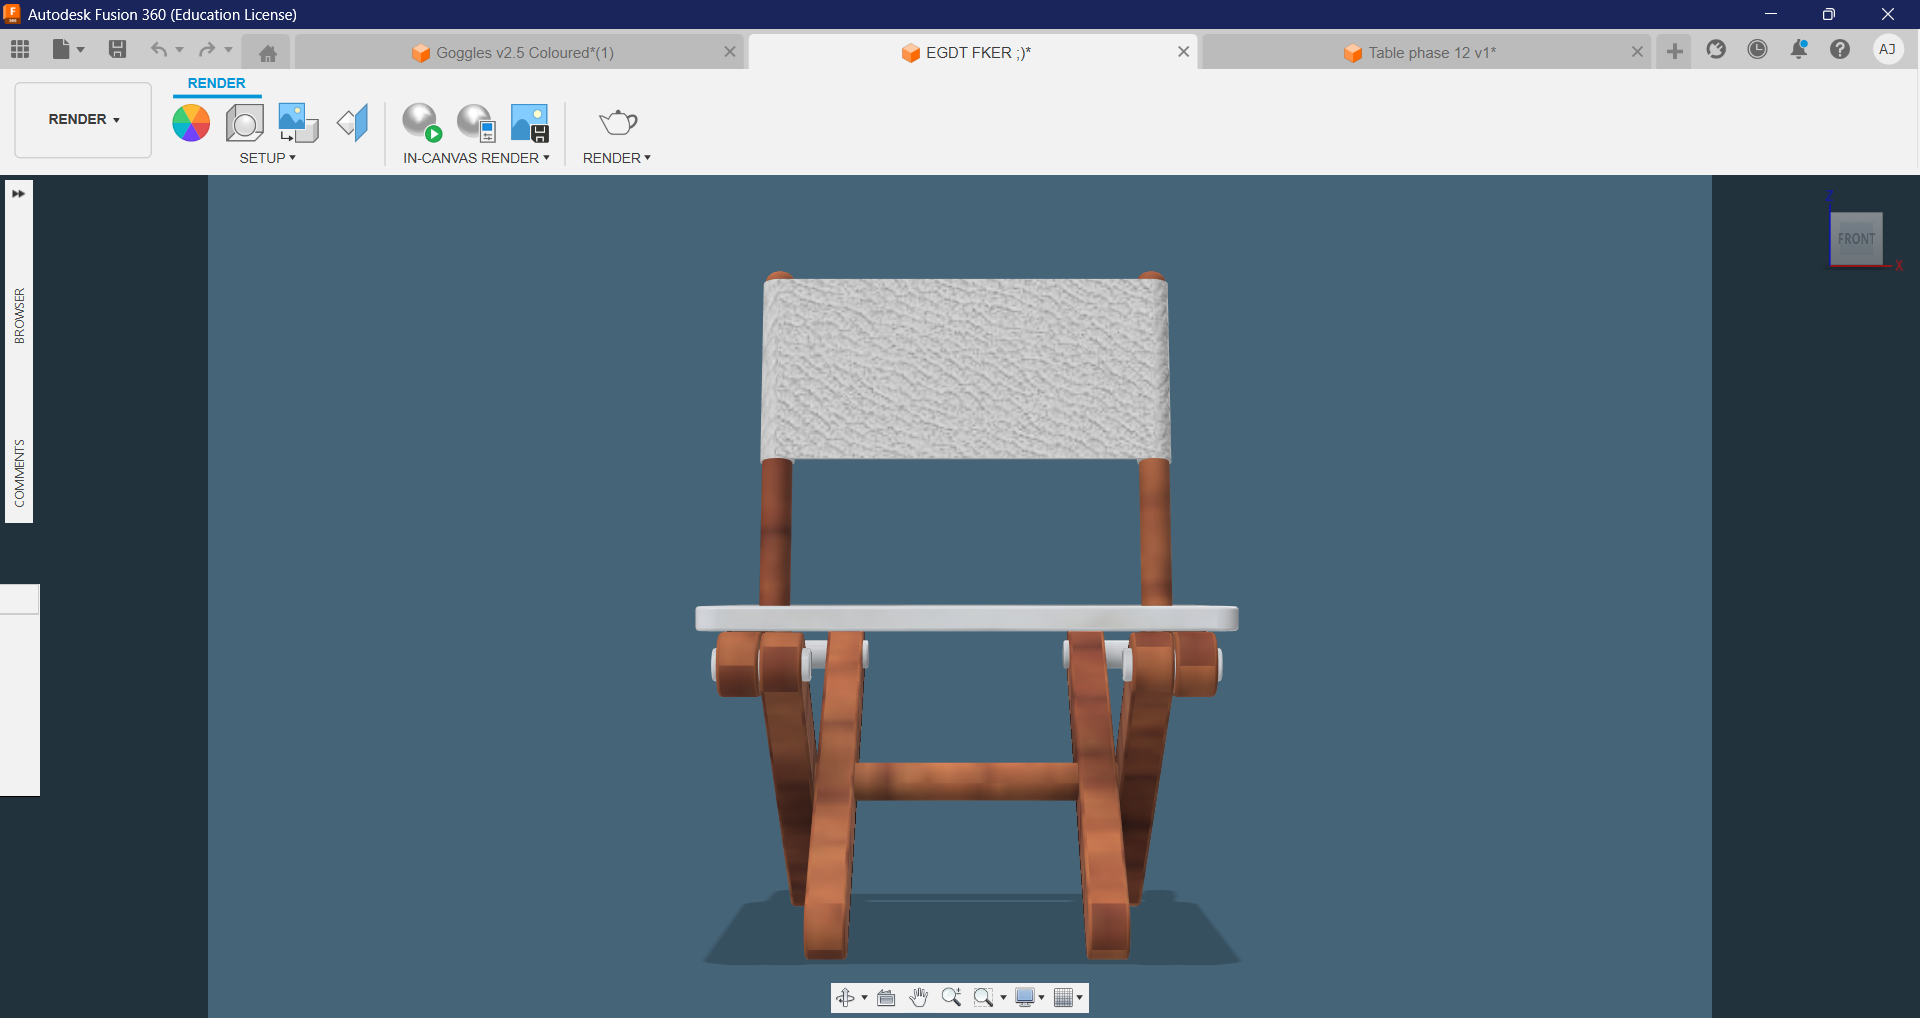 Autodesk Fusion 360 (Education License)
Goggles v2.5 Coloured*(1)
EGDT FKER ;)*
Table phase 12 v1*
AJ
RENDER
RENDER
SETUP
IN-CANVAS RENDER
RENDER
BROWSER
COMMENTS
Z
FRONT
X